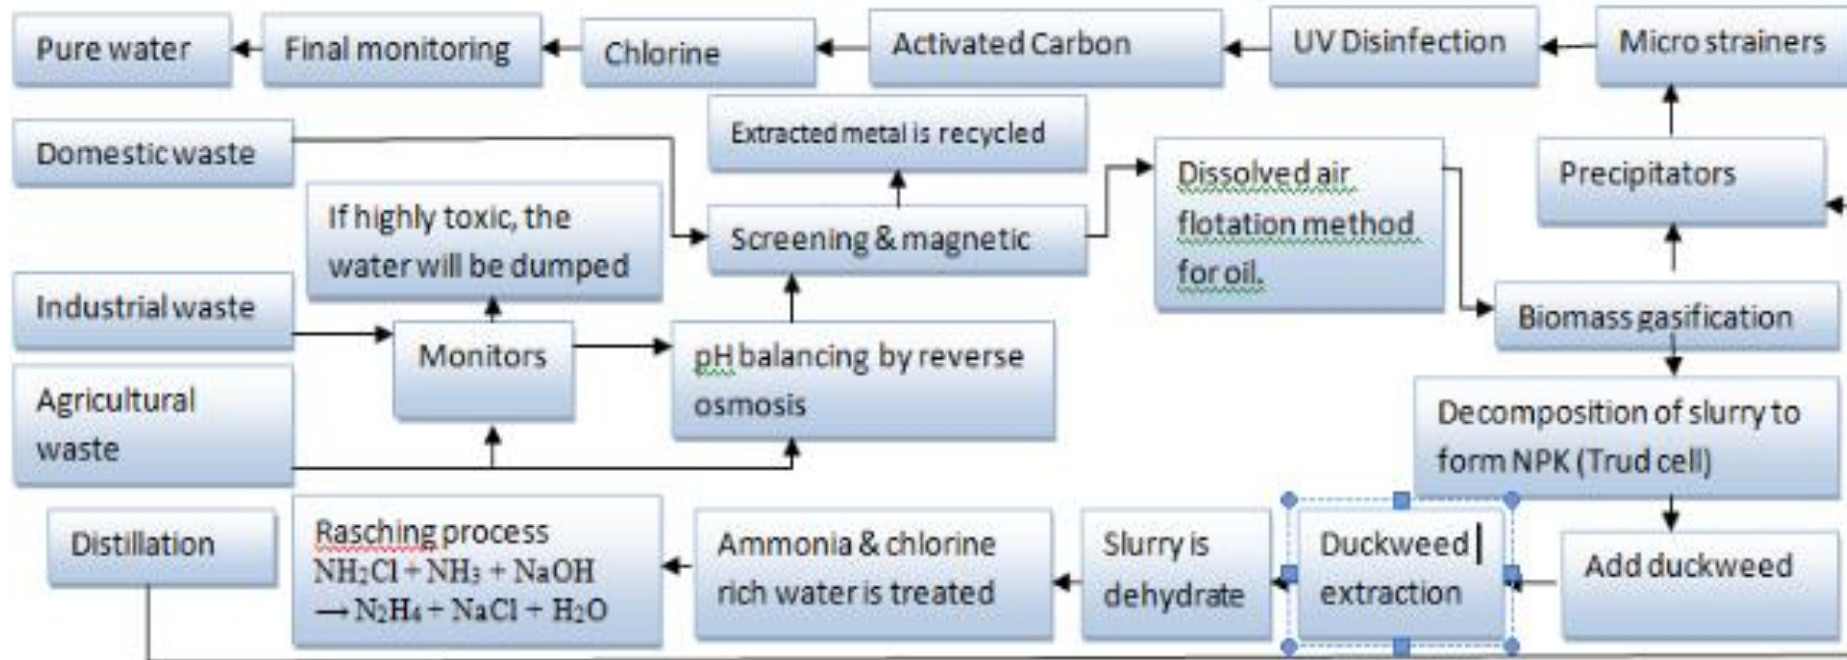 Pure water
Final monitoring
Chlorine
Activated Carbon
UV Disinfection
Micro strainers
Domestic waste
Extracted metal is recycled
Dissolved air
flotation method
for oil.
Precipitators
If highly toxic, the
water will be dumped
Screening & magnetic
Industrial waste
Monitors
pH balancing by reverse
osmosis
Biomass gasification
Agricultural
waste
Decomposition of slurry to
form NPK (Trud cell)
Distillation
Rasching process
NH₂Cl + NH₃ + NaOH
→ N₂H₄ + NaCl + H₂O
Ammonia & chlorine
rich water is treated
Slurry is
dehydrate
Duckweed
extraction
Add duckweed